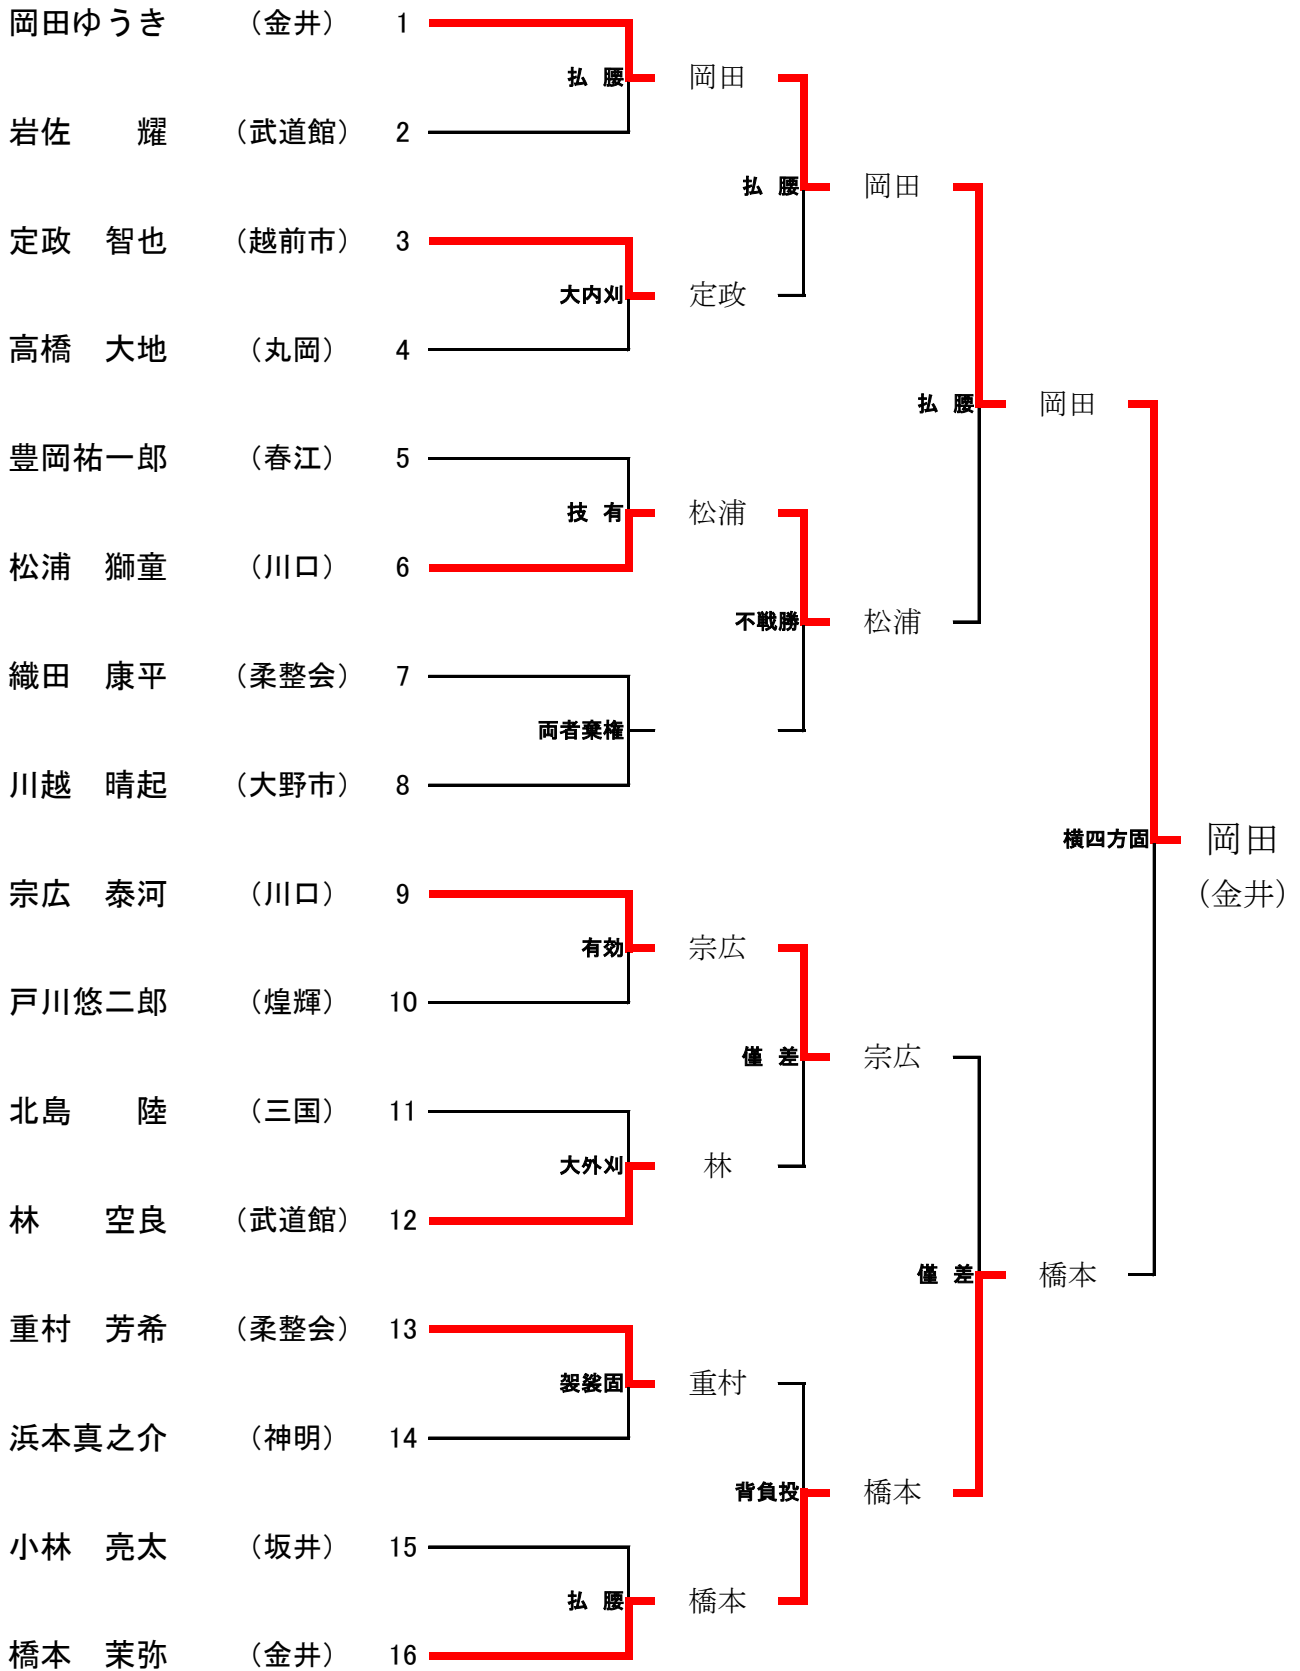 岡田ゆうき （金井） 1
払 腰 岡田
岩佐 耀 （武道館） 2
払 腰 岡田
定政 智也 （越前市） 3
大内刈 定政
高橋 大地 （丸岡） 4
払 腰 岡田
豊岡祐一郎 （春江） 5
技 有 松浦
松浦 獅童 （川口） 6
不戦勝 松浦
織田 康平 （柔整会） 7
両者棄権
川越 晴起 （大野市） 8
横四方固 岡田
（金井）
宗広 泰河 （川口） 9
有効 宗広
戸川悠二郎 （煌輝） 10
僅 差 宗広
北島 陸 （三国） 11
大外刈 林
林 空良 （武道館） 12
僅 差 橋本
重村 芳希 （柔整会） 13
袈裟固 重村
浜本真之介 （神明） 14
背負投 橋本
小林 亮太 （坂井） 15
払 腰 橋本
橋本 茉弥 （金井） 16